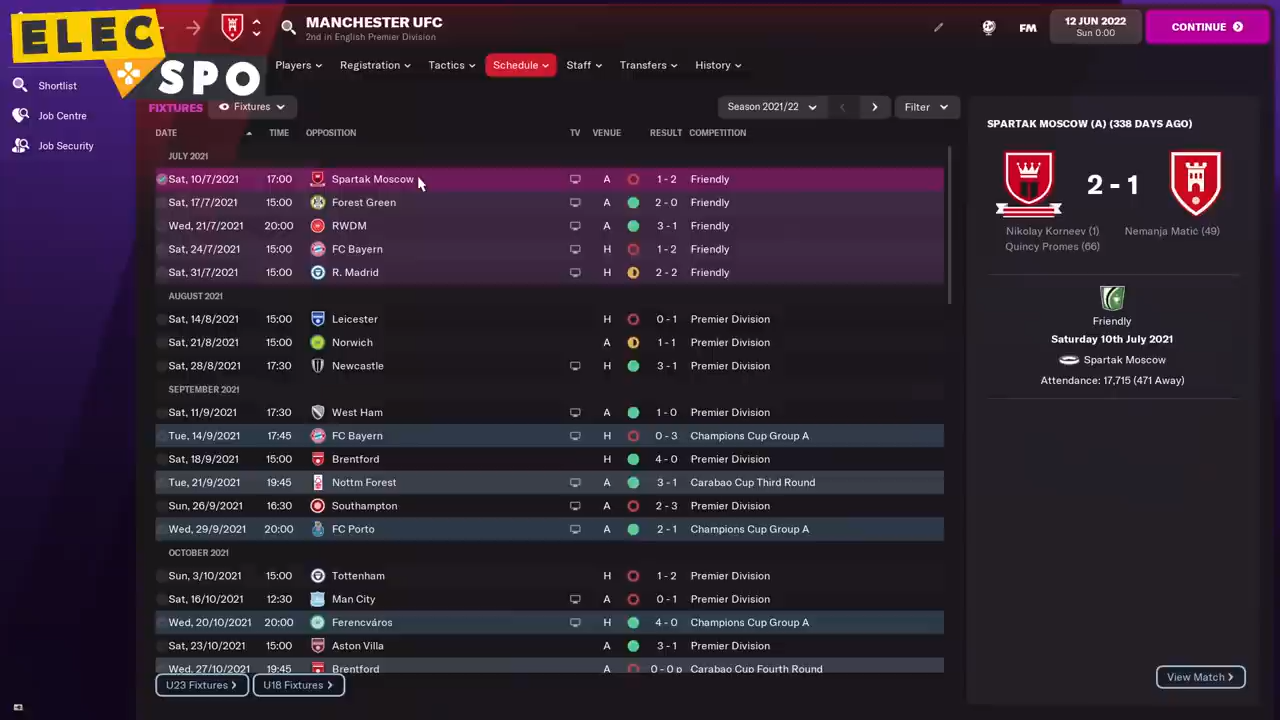 ELEC
SPO
MANCHESTER UFC
2nd in English Premier Division
FM
12 JUN 2022
Sun 0:00
CONTINUE
Players
Registration
Tactics
Schedule
Staff
Transfers
History
Shortlist
Job Centre
Job Security
FIXTURES
Fixtures
Season 2021/22
Filter
DATE TIME OPPOSITION TV VENUE RESULT COMPETITION
JULY 2021
Sat, 10/7/2021 17:00 Spartak Moscow A 1 - 2 Friendly
Sat, 17/7/2021 15:00 Forest Green A 2 - 0 Friendly
Wed, 21/7/2021 20:00 RWDM A 3 - 1 Friendly
Sat, 24/7/2021 15:00 FC Bayern H 1 - 2 Friendly
Sat, 31/7/2021 15:00 R. Madrid H 2 - 2 Friendly
AUGUST 2021
Sat, 14/8/2021 15:00 Leicester H 0 - 1 Premier Division
Sat, 21/8/2021 15:00 Norwich A 1 - 1 Premier Division
Sat, 28/8/2021 17:30 Newcastle H 3 - 1 Premier Division
SEPTEMBER 2021
Sat, 11/9/2021 17:30 West Ham A 1 - 0 Premier Division
Tue, 14/9/2021 17:45 FC Bayern H 0 - 3 Champions Cup Group A
Sat, 18/9/2021 15:00 Brentford H 4 - 0 Premier Division
Tue, 21/9/2021 19:45 Nottm Forest A 3 - 1 Carabao Cup Third Round
Sun, 26/9/2021 16:30 Southampton A 2 - 3 Premier Division
Wed, 29/9/2021 20:00 FC Porto A 2 - 1 Champions Cup Group A
OCTOBER 2021
Sun, 3/10/2021 15:00 Tottenham H 1 - 2 Premier Division
Sat, 16/10/2021 12:30 Man City A 0 - 1 Premier Division
Wed, 20/10/2021 20:00 Ferencváros H 4 - 0 Champions Cup Group A
Sat, 23/10/2021 15:00 Aston Villa A 3 - 1 Premier Division
Wed, 27/10/2021 19:45 Brentford A 0 - 0 p Carabao Cup Fourth Round
U23 Fixtures
U18 Fixtures
SPARTAK MOSCOW (A) (338 DAYS AGO)
2 - 1
Nikolay Korneev (1) Nemanja Matic (49)
Quincy Promes (66)
Friendly
Saturday 10th July 2021
Spartak Moscow
Attendance: 17,715 (471 Away)
View Match